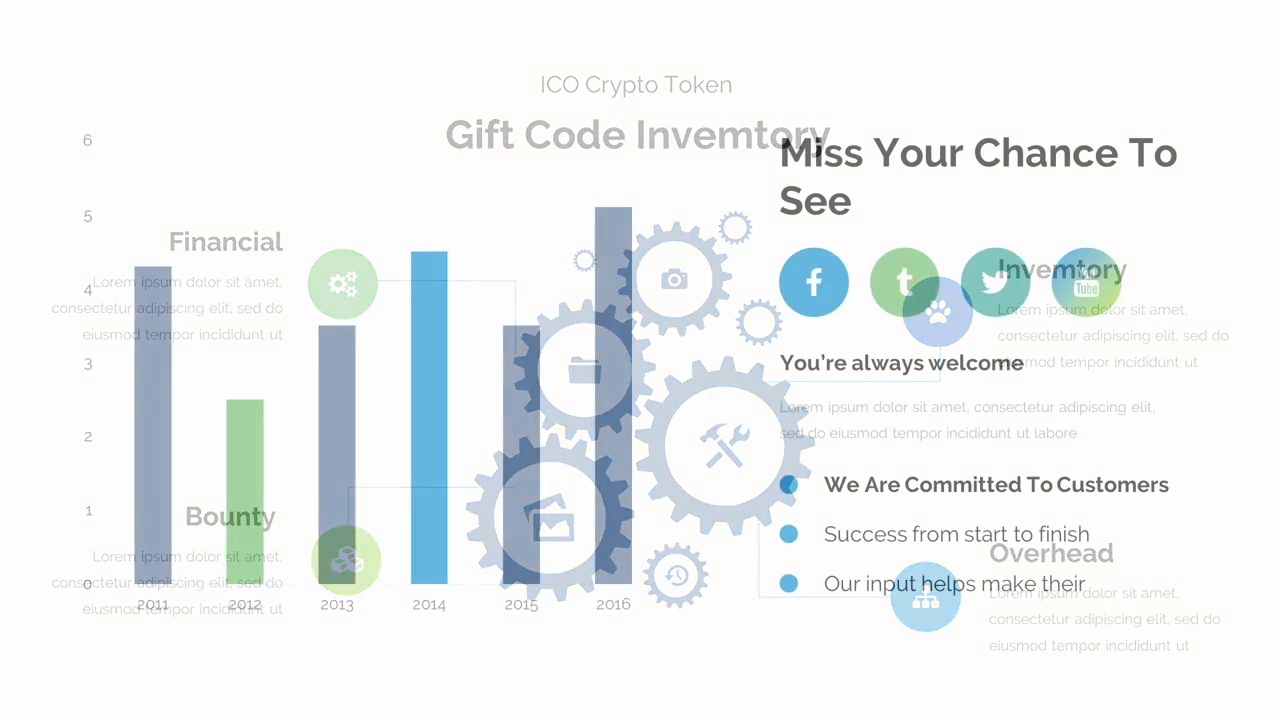 ICO Crypto Token
Gift Code Invemtory
Miss Your Chance To
See
6
5
4
3
2
1
0
2011
2012
2013
2014
2015
2016
Financial
Lorem ipsum dolor sit amet,
consectetur adipiscing elit, sed do
eiusmod tempor incididunt ut
Bounty
Lorem ipsum dolor sit amet,
consectetur adipiscing elit, sed do
eiusmod tempor incididunt ut
f
t
You
Tube
Inventory
Lorem ipsum dolor sit amet,
consectetur adipiscing elit, sed do
eiusmod tempor incididunt ut
You're always welcome
Lorem ipsum dolor sit amet, consectetur adipiscing elit,
sed do eiusmod tempor incididunt ut labore
We Are Committed To Customers
Success from start to finish
Our input helps make their
Overhead
Lorem ipsum dolor sit amet,
consectetur adipiscing elit, sed do
eiusmod tempor incididunt ut